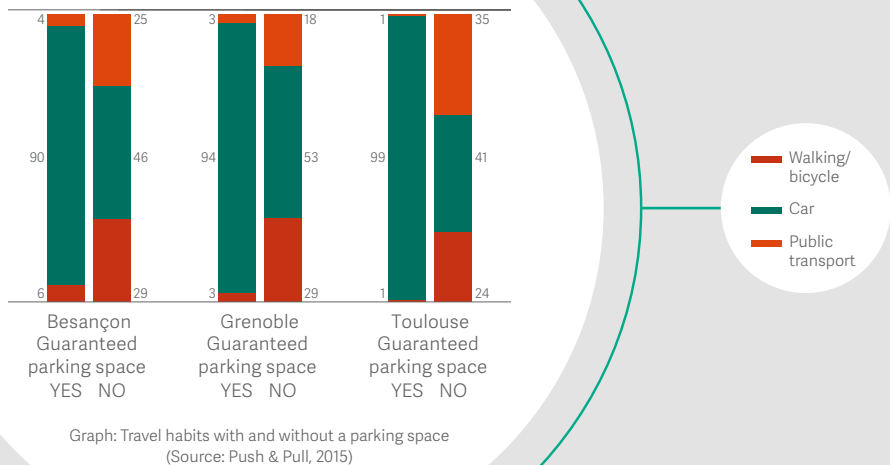 4 25 3 18 1 35
90 46 94 53 99 41
6 29 3 29 1 24
Besançon
Guaranteed
parking space
YES NO
Grenoble
Guaranteed
parking space
YES NO
Toulouse
Guaranteed
parking space
YES NO
Graph: Travel habits with and without a parking space
(Source: Push & Pull, 2015)
Walking/
bicycle
Car
Public
transport